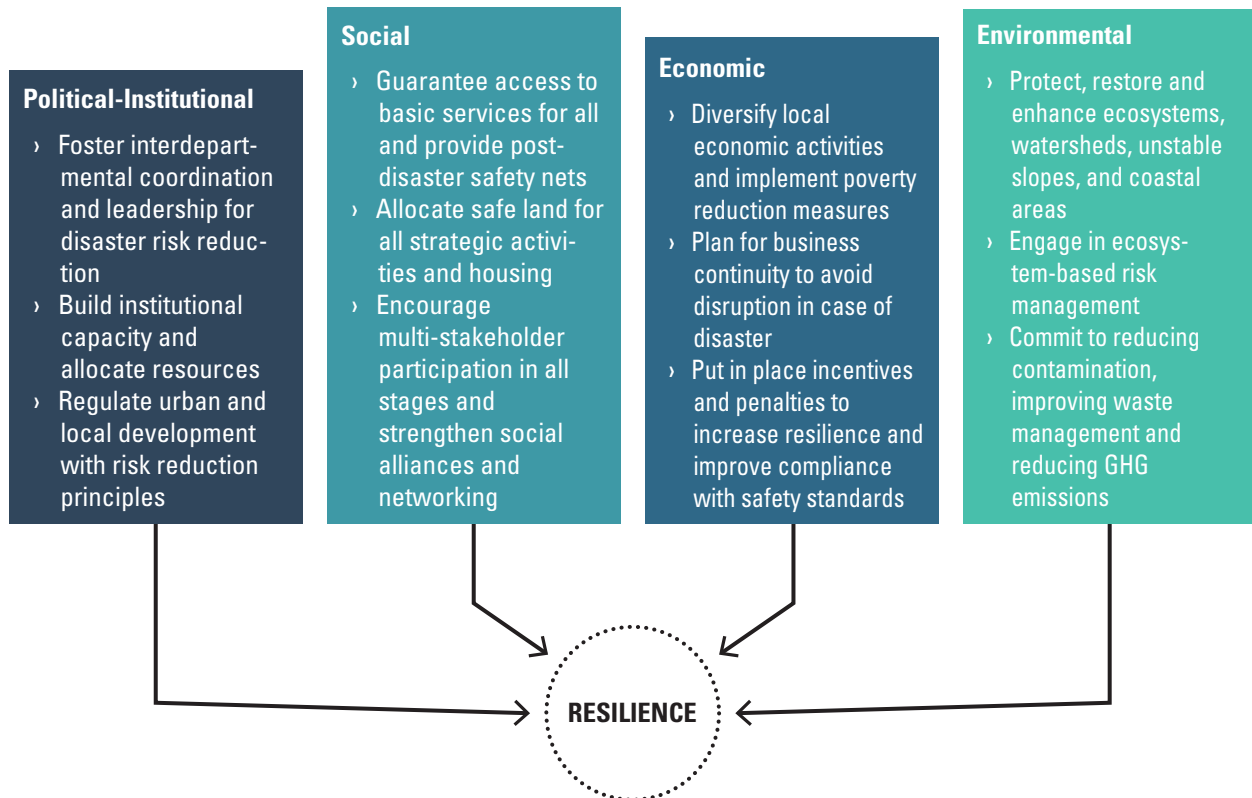 Political-Institutional
› Foster interdepart-
mental coordination
and leadership for
disaster risk reduc-
tion
› Build institutional
capacity and
allocate resources
› Regulate urban and
local development
with risk reduction
principles
Social
› Guarantee access to
basic services for all
and provide post-
disaster safety nets
› Allocate safe land for
all strategic activi-
ties and housing
› Encourage
multi-stakeholder
participation in all
stages and
strengthen social
alliances and
networking
Economic
› Diversify local
economic activities
and implement poverty
reduction measures
› Plan for business
continuity to avoid
disruption in case of
disaster
› Put in place incentives
and penalties to
increase resilience and
improve compliance
with safety standards
Environmental
› Protect, restore and
enhance ecosystems,
watersheds, unstable
slopes, and coastal
areas
› Engage in ecosys-
tem-based risk
management
› Commit to reducing
contamination,
improving waste
management and
reducing GHG
emissions
RESILIENCE